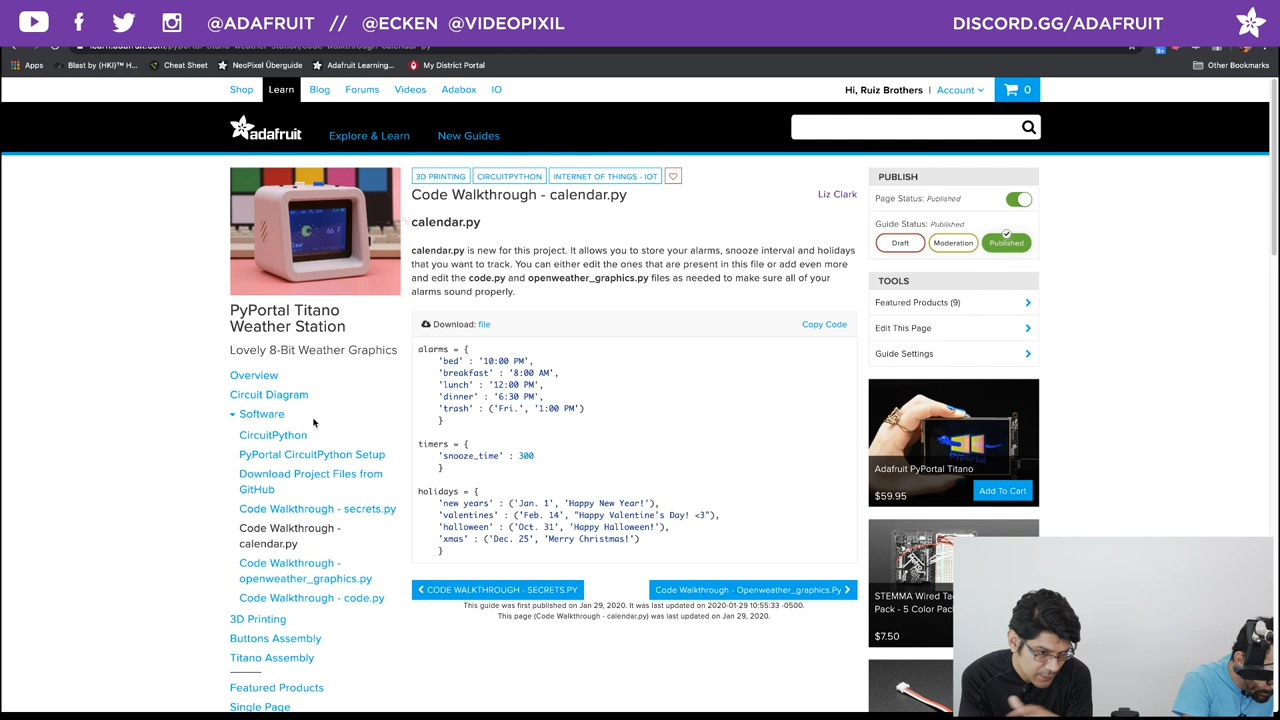 @ADAFRUIT // @ECKEN @VIDEOPIXIL
DISCORD.GG/ADAFRUIT
learn.adafruit.com/pyportal-titano-weather-station/code-walkthrough-calendar-py
Apps
Blast by (HKI)™ H...
Cheat Sheet
NeoPixel Überguide
Adafruit Learning...
My District Portal
Other Bookmarks
Shop
Learn
Blog
Forums
Videos
Adabox
IO
Hi, Ruiz Brothers | Account
0
adafruit
Explore & Learn
New Guides
3D PRINTING
CIRCUITPYTHON
INTERNET OF THINGS - IOT
Code Walkthrough - calendar.py
Liz Clark
calendar.py
calendar.py is new for this project. It allows you to store your alarms, snooze interval and holidays
that you want to track. You can either edit the ones that are present in this file or add even more
and edit the code.py and openweather_graphics.py files as needed to make sure all of your
alarms sound properly.
Download: file
Copy Code
alarms = {
'bed' : '10:00 PM',
'breakfast' : '8:00 AM',
'lunch' : '12:00 PM',
'dinner' : '6:30 PM',
'trash' : ('Fri.', '1:00 PM')
}
timers = {
'snooze_time' : 300
}
holidays = {
'new years' : ('Jan. 1', 'Happy New Year!'),
'valentines' : ('Feb. 14', "Happy Valentine's Day! <3"),
'halloween' : ('Oct. 31', 'Happy Halloween!'),
'xmas' : ('Dec. 25', 'Merry Christmas!')
}
CODE WALKTHROUGH - SECRETS.PY
Code Walkthrough - Openweather_graphics.Py
This guide was first published on Jan 29, 2020. It was last updated on 2020-01-29 10:55:33 -0500.
This page (Code Walkthrough - calendar.py) was last updated on Jan 29, 2020.
66 F
PyPortal Titano
Weather Station
Lovely 8-Bit Weather Graphics
Overview
Circuit Diagram
Software
CircuitPython
PyPortal CircuitPython Setup
Download Project Files from
GitHub
Code Walkthrough - secrets.py
Code Walkthrough -
calendar.py
Code Walkthrough -
openweather_graphics.py
Code Walkthrough - code.py
3D Printing
Buttons Assembly
Titano Assembly
Featured Products
Single Page
PUBLISH
Page Status: Published
Guide Status: Published
Draft
Moderation
Published
TOOLS
Featured Products (9)
Edit This Page
Guide Settings
Adafruit PyPortal Titano
$59.95
Add To Cart
STEMMA Wired Ta
Pack - 5 Color Pac
$7.50